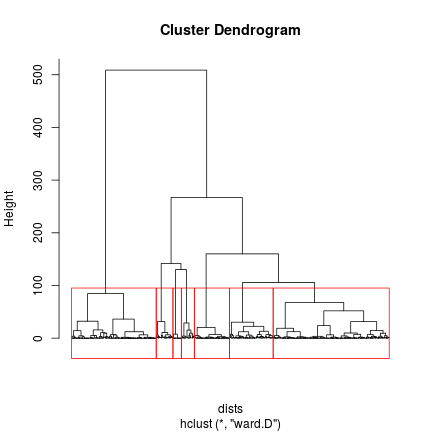 Cluster Dendrogram
Height
500
400
300
200
100
0
dists
hclust (*, "ward.D")